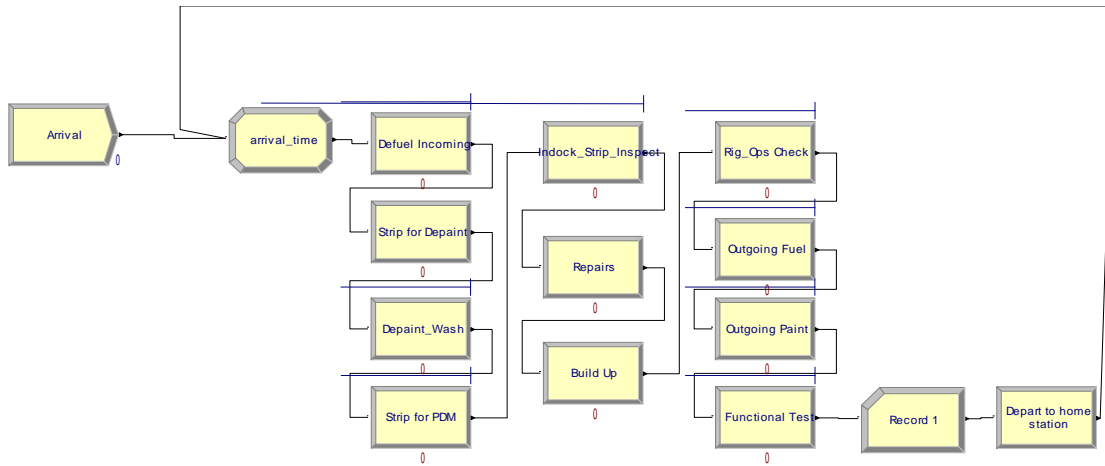 Arrival
0
arrival_time
Defuel Incoming
0
Strip for Depaint
0
Depaint_Wash
0
Strip for PDM
0
Indock_Strip_Inspect
0
Repairs
0
Build Up
0
Rig_Ops Check
0
Outgoing Fuel
0
Outgoing Paint
0
Functional Test
0
Record 1
Depart to home
station